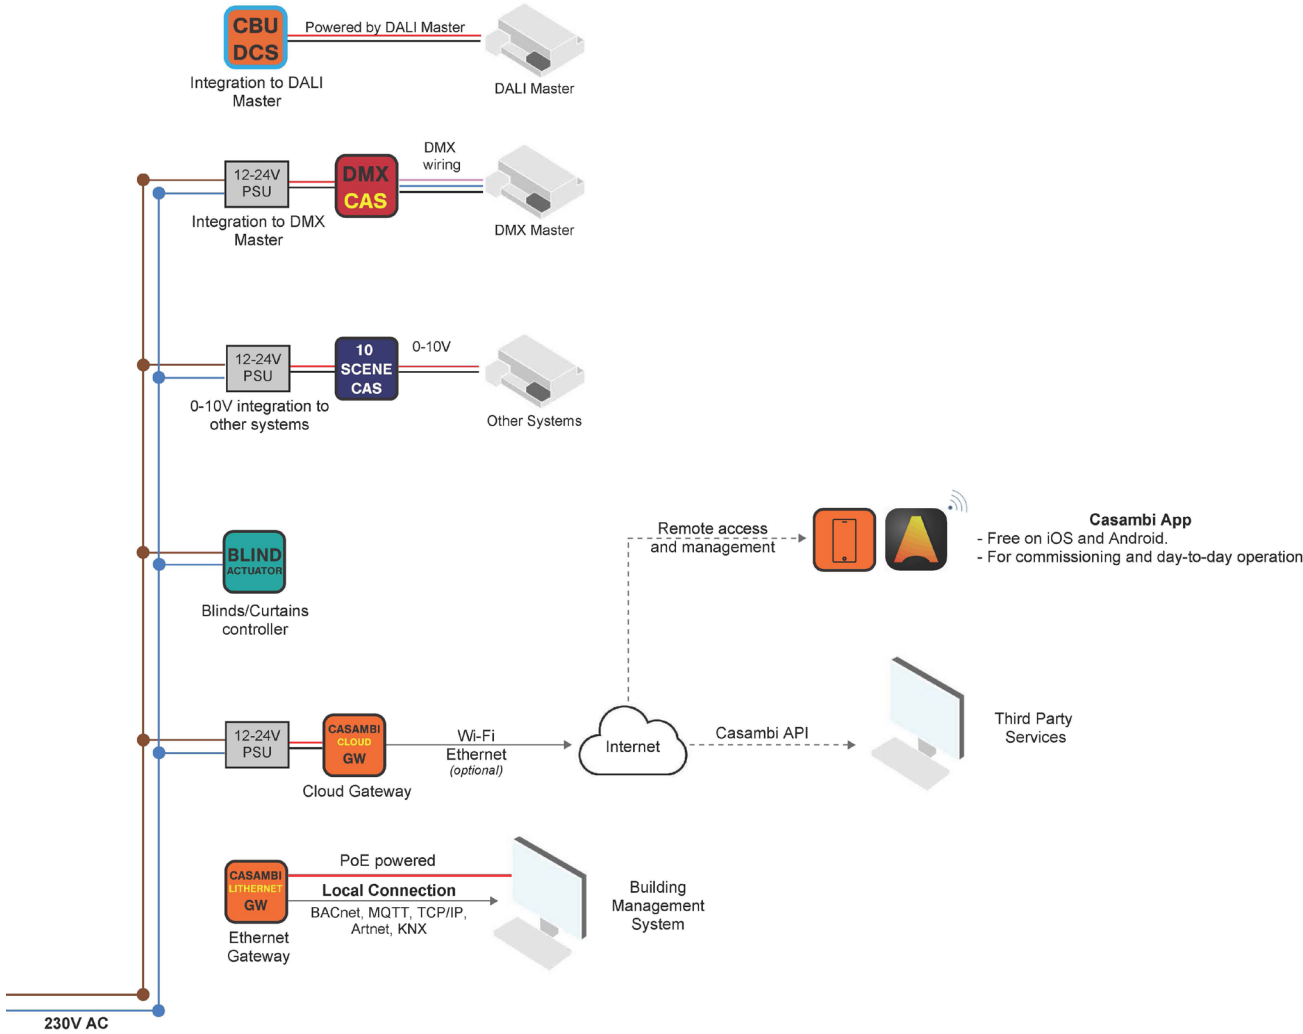 CBU
DCS
Powered by DALI Master
Integration to DALI
Master
DALI Master
12-24V
PSU
DMX
CAS
DMX
wiring
Integration to DMX
Master
DMX Master
12-24V
PSU
10
SCENE
CAS
0-10V
0-10V integration to
other systems
Other Systems
BLIND
ACTUATOR
Blinds/Curtains
controller
Remote access
and management
Casambi App
- Free on iOS and Android.
- For commissioning and day-to-day operation
12-24V
PSU
CASAMBI
CLOUD
GW
Cloud Gateway
Wi-Fi
Ethernet
(optional)
Internet
Casambi API
Third Party
Services
CASAMBI
LITHERNET
GW
Ethernet
Gateway
PoE powered
Local Connection
BACnet, MQTT, TCP/IP,
Artnet, KNX
Building
Management
System
230V AC